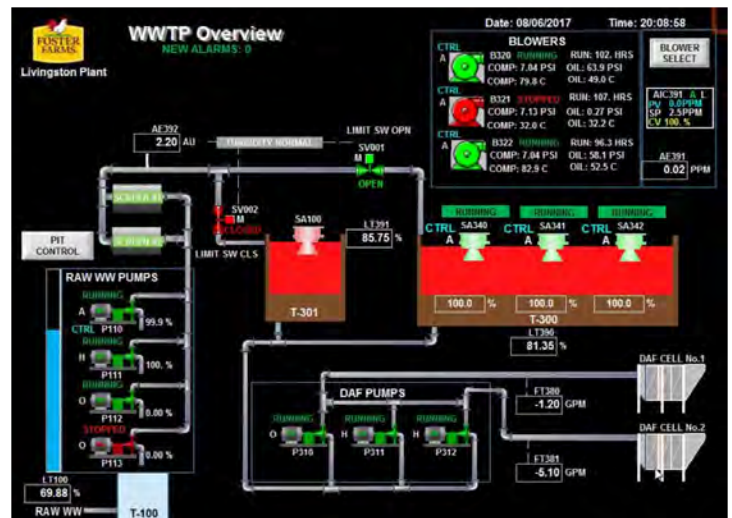 FOSTER FARMS
Livingston Plant
WWTP Overview
NEW ALARMS: 0
Date: 08/06/2017 Time: 20:08:58
BLOWERS
CTRL
A
B320 RUNNING RUN: 102. HRS
COMP: 7.04 PSI OIL: 63.9 PSI
COMP: 79.8 C OIL: 49.0 C
CTRL
A
B321 STOPPED RUN: 107. HRS
COMP: 7.13 PSI OIL: 0.27 PSI
COMP: 32.0 C OIL: 32.2 C
CTRL
A
B322 RUNNING RUN: 96.3 HRS
COMP: 7.04 PSI OIL: 58.1 PSI
COMP: 82.9 C OIL: 52.5 C
BLOWER SELECT
AIC391 A L
PV 0.0PPM
SP 2.5PPM
CV 100. %
AE391
0.02 PPM
AE392
2.20 AU
TURBIDITY NORMAL
LIMIT SW OPN
SV001
M
OPEN
SV002
M
CLOSED
LIMIT SW CLS
SA100
LT391
85.75 %
T-301
RUNNING RUNNING RUNNING
CTRL SA340 CTRL SA341 CTRL SA342
A A A
100.0 % 100.0 % 100.0 %
T-300
LT390
81.35 %
PIT CONTROL
RAW WW PUMPS
RUNNING
A 99.9 %
CTRL P110
RUNNING
H 100. %
P111
RUNNING
O 0.00 %
P112
STOPPED
O 0.00 %
P113
LT100
69.88 %
RAW WW
T-100
DAF PUMPS
RUNNING RUNNING RUNNING
O H H
P310 P311 P312
FT380
-1.20 GPM
FT381
-5.10 GPM
DAF CELL No.1
DAF CELL No.2